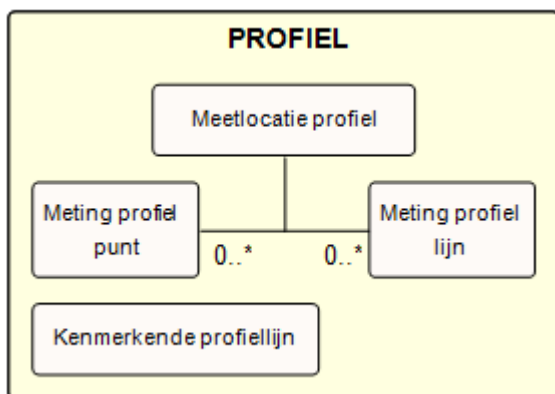 PROFIEL
Meetlocatie profiel
Meting profiel
punt
Meting profiel
lijn
0..*
0..*
Kenmerkende profiellijn